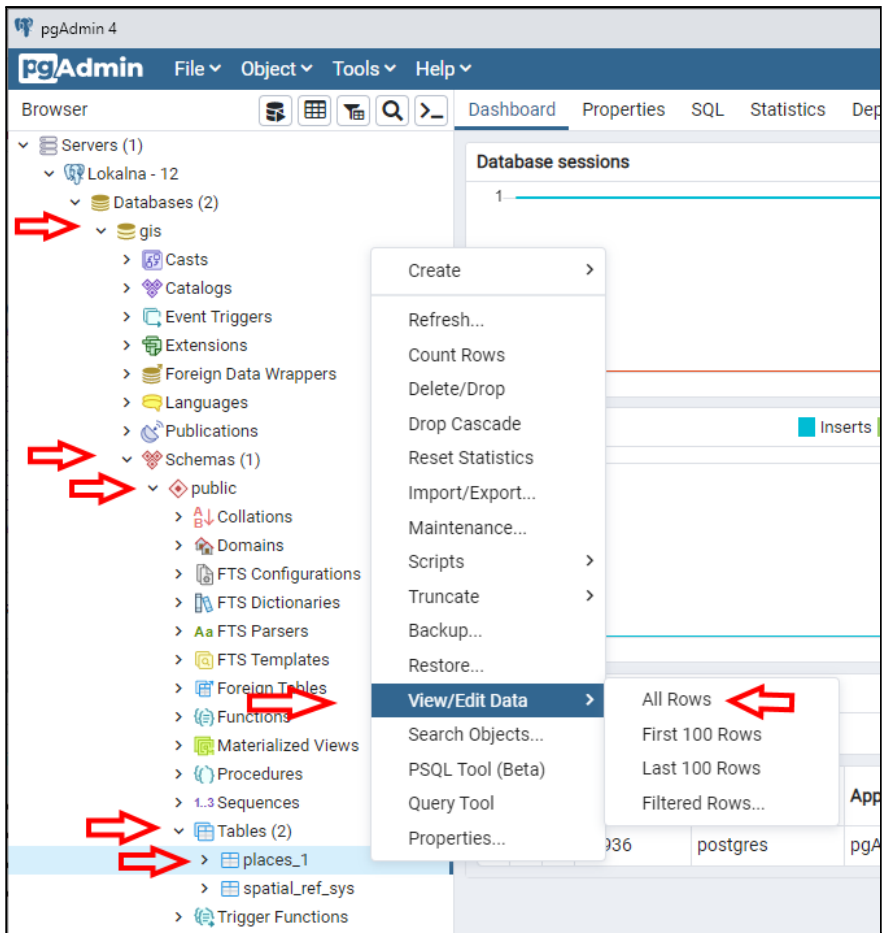 pgAdmin 4
pgAdmin File Object Tools Help
Browser
Dashboard Properties SQL Statistics
Servers (1)
Lokalna - 12
Databases (2)
gis
Casts
Catalogs
Event Triggers
Extensions
Foreign Data Wrappers
Languages
Publications
Schemas (1)
public
Collations
Domains
FTS Configurations
FTS Dictionaries
Aa FTS Parsers
FTS Templates
Foreign Tables
Functions
Materialized Views
Procedures
1..3 Sequences
Tables (2)
places_1
spatial_ref_sys
Trigger Functions
Database sessions
1
Create
Refresh...
Count Rows
Delete/Drop
Drop Cascade
Reset Statistics
Import/Export...
Maintenance...
Scripts
Truncate
Backup...
Restore...
View/Edit Data
Search Objects...
PSQL Tool (Beta)
Query Tool
Properties...
All Rows
First 100 Rows
Last 100 Rows
Filtered Rows...
Inserts
936 postgres